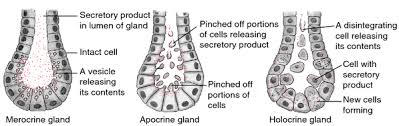 Secretory product
in lumen of gland
Intact cell
A vesicle
releasing
its contents
Merocrine gland
Pinched off portions
of cells releasing
secretory product
Pinched off
portions of
cells
Apocrine gland
A disintegrating
cell releasing
its contents
Cell with
secretory
product
New cells
forming
Holocrine gland